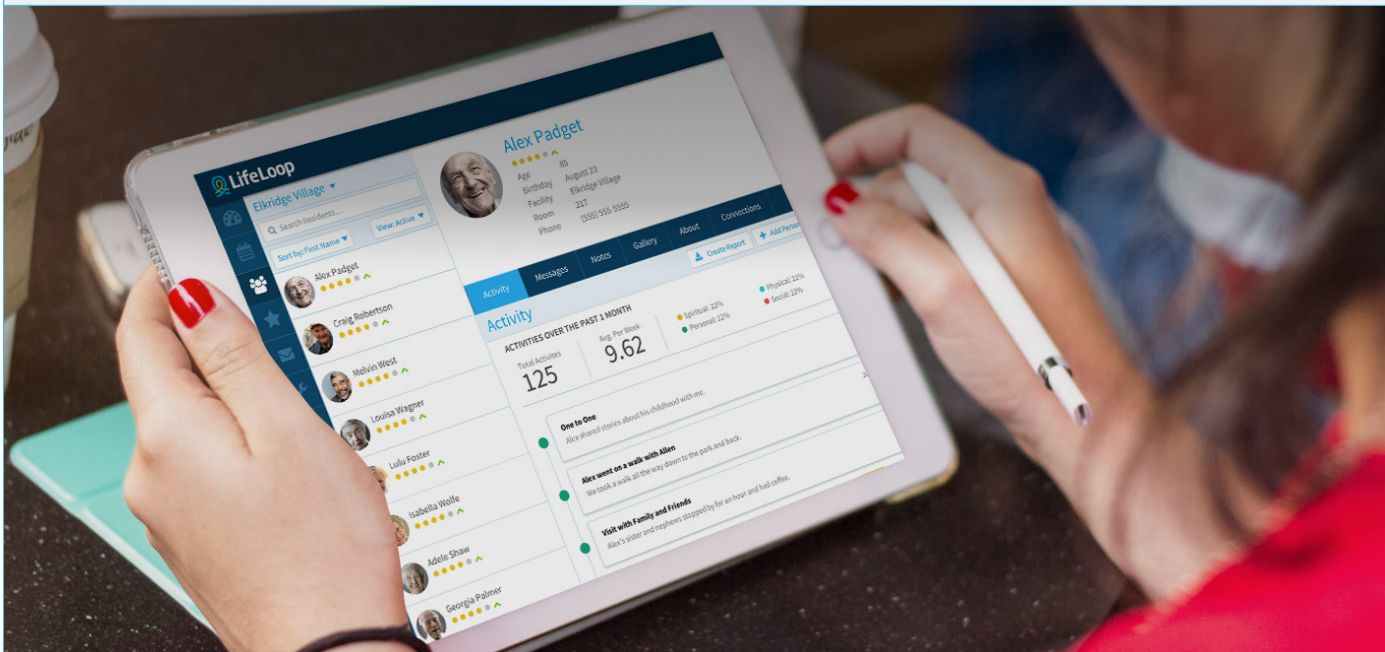 LifeLoop
Elkridge Village
Search Residents...
Sort by: First Name
View: Active
Alex Padget
Craig Robertson
Melvin West
Louisa Wagner
Lulu Foster
Isabella Wolfe
Adele Shaw
Georgia Palmer
Alex Padget
Age 85
Birthday August 23
Facility Elkridge Village
Room 217
Phone (555) 555-5555
Activity Messages Notes Gallery About Connections
Activity
Create Report
Add Person
ACTIVITIES OVER THE PAST 1 MONTH
Total Activites
125
Avg. Per Week
9.62
Spiritual: 22%
Personal: 22%
Physical: 22%
Social: 22%
One to One
Alex shared stories about his childhood with me.
Alex went on a walk with Allen
We took a walk all the way down to the park and back.
Visit with Family and Friends
Alex's sister and nephews stopped by for an hour and had coffee.